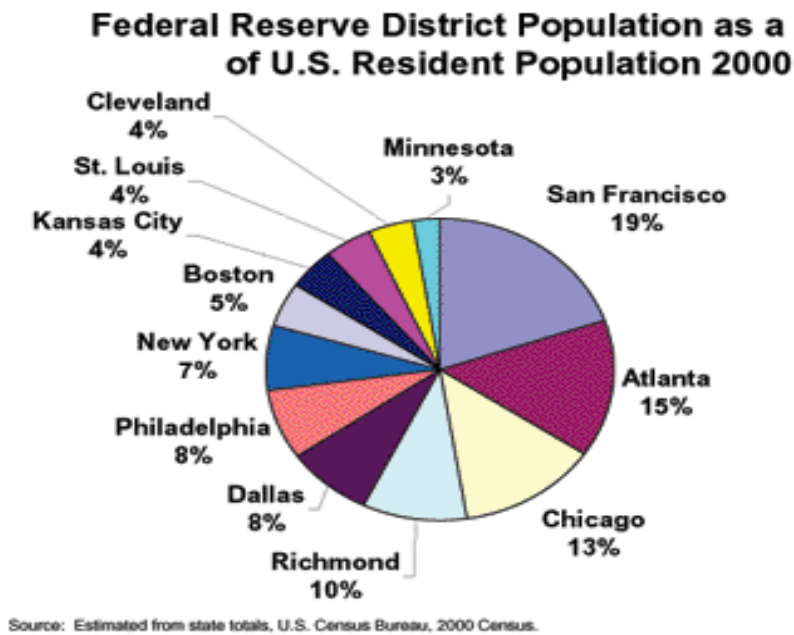 Federal Reserve District Population as a
of U.S. Resident Population 2000
Cleveland
4%
Minnesota
3%
St. Louis
4%
San Francisco
19%
Kansas City
4%
Boston
5%
New York
7%
Atlanta
15%
Philadelphia
8%
Dallas
8%
Chicago
13%
Richmond
10%
Source: Estimated from state totals, U.S. Census Bureau, 2000 Census.